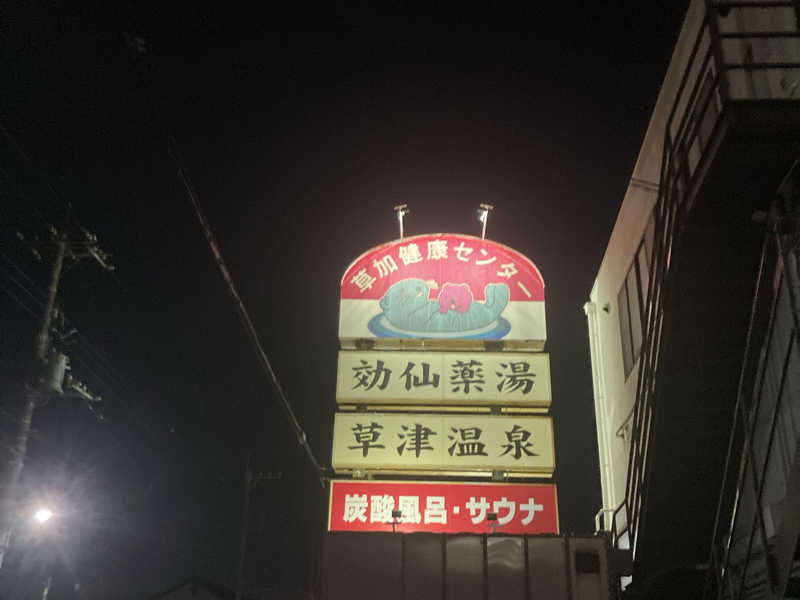 草加健康センター
効仙薬湯
草津温泉
炭酸風呂・サウナ